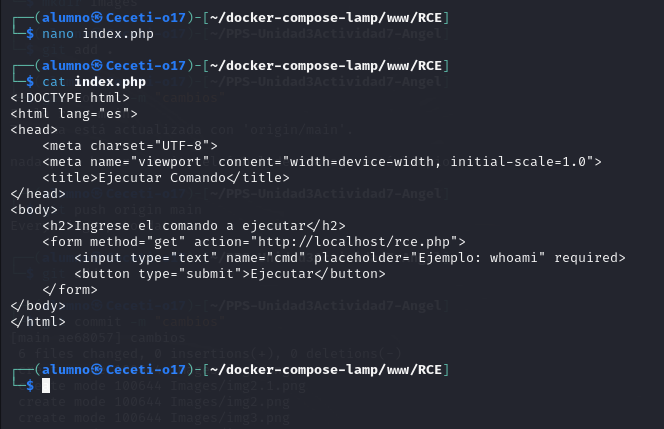 ┌──(alumno㉿Ceceti-o17)-[~/docker-compose-lamp/www/RCE]
└─$ nano index.php
┌──(alumno㉿Ceceti-o17)-[~/docker-compose-lamp/www/RCE]
└─$ cat index.php
<!DOCTYPE html>
<html lang="es">
<head>
    <meta charset="UTF-8">
    <meta name="viewport" content="width=device-width, initial-scale=1.0">
    <title>Ejecutar Comando</title>
</head>
<body>
    <h2>Ingrese el comando a ejecutar</h2>
    <form method="get" action="http://localhost/rce.php">
        <input type="text" name="cmd" placeholder="Ejemplo: whoami" required>
        <button type="submit">Ejecutar</button>
    </form>
</body>
</html>
┌──(alumno㉿Ceceti-o17)-[~/docker-compose-lamp/www/RCE]
└─$